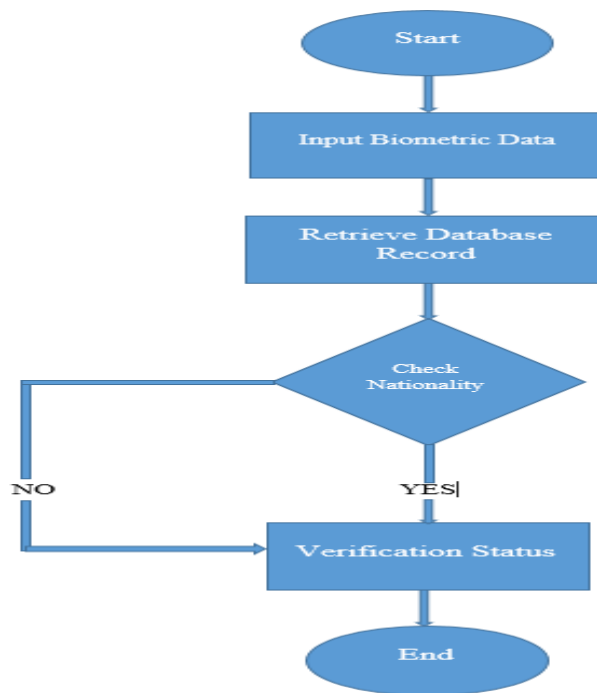 Start
Input Biometric Data
Retrieve Database
Record
Check
Nationality
NO
YES
Verification Status
End